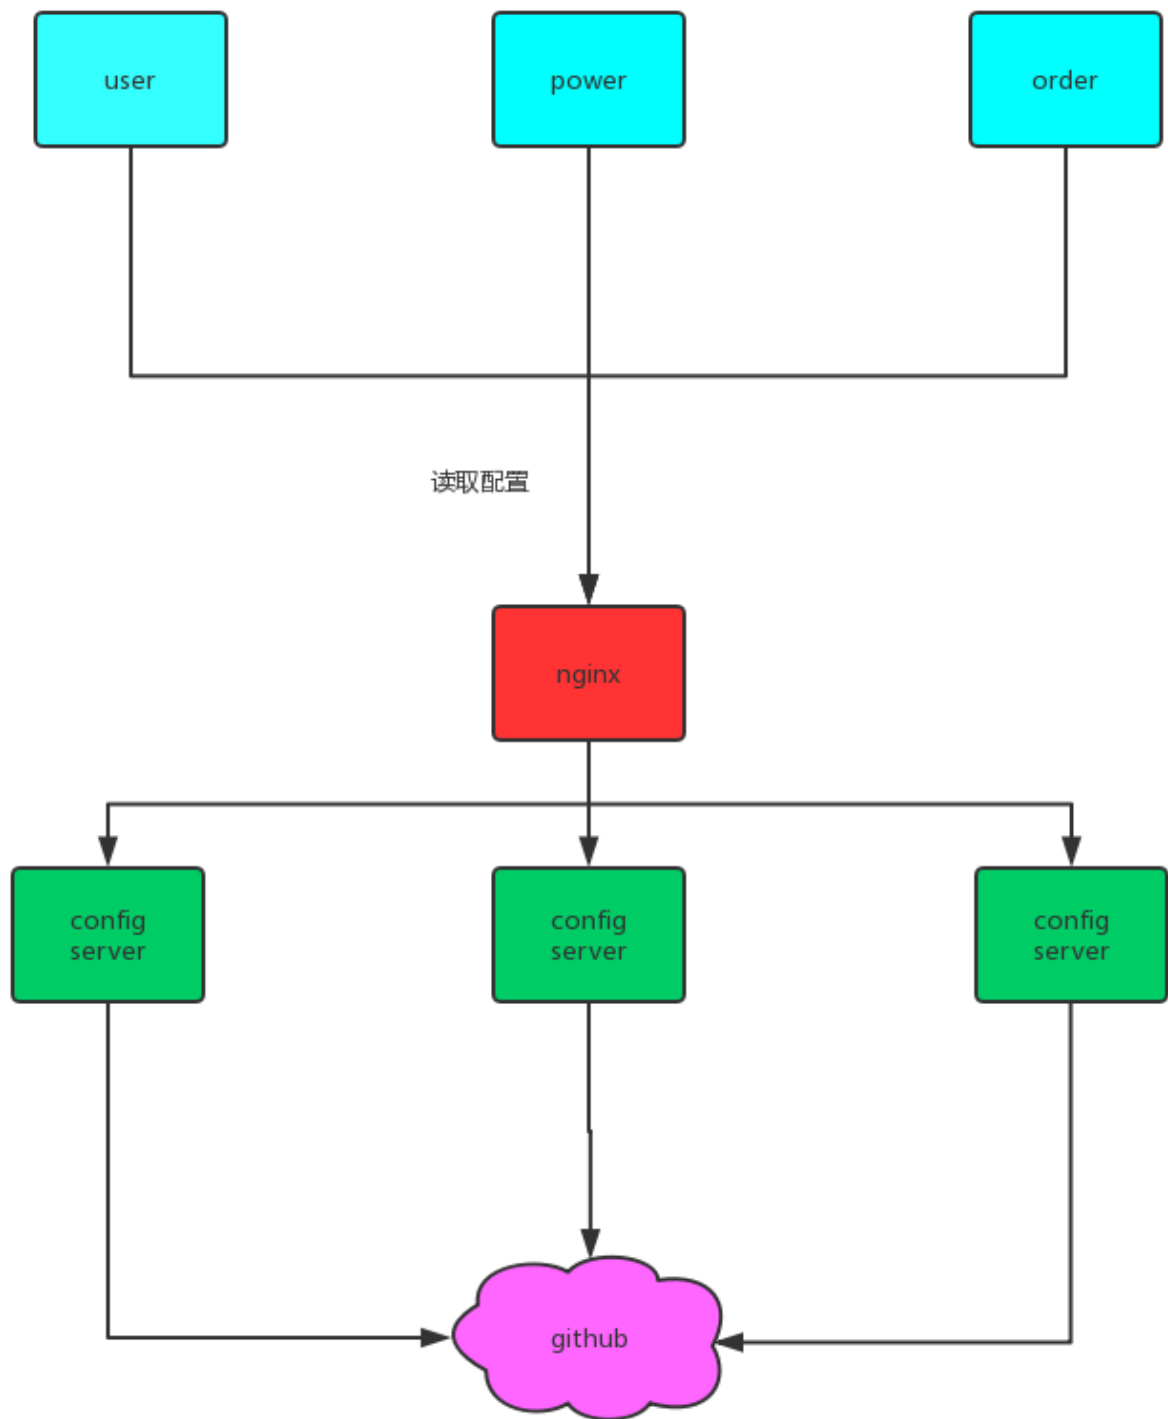 user
power
order
读取配置
nginx
config
server
config
server
config
server
github